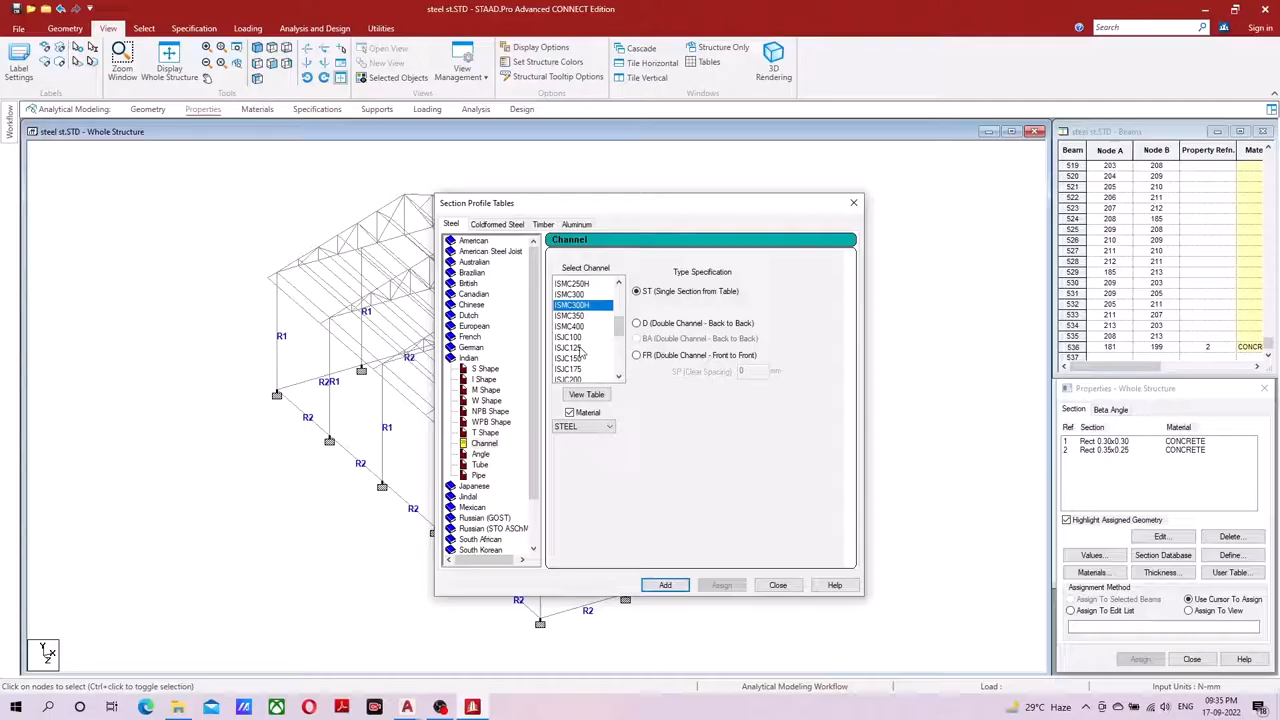 steel st.STD - STAAD.Pro Advanced CONNECT Edition
File Geometry View Select Specification Loading Analysis and Design Utilities
Search
Sign in
Label Settings
Zoom Window
Display Whole Structure
Open View
New View
Selected Objects
View Management
Display Options
Set Structure Colors
Structural Tooltip Options
Cascade
Tile Horizontal
Tile Vertical
Structure Only
Tables
3D Rendering
Labels Tools Views Options Windows
Workflow
Analytical Modeling: Geometry Properties Materials Specifications Supports Loading Analysis Design
steel st.STD - Whole Structure
R1
R1
R2
R2R1
R2
R1
R2
R2
R2
R2
Y
X
Z
Section Profile Tables
Steel Coldformed Steel Timber Aluminum
American
American Steel Joist
Australian
Brazilian
British
Canadian
Chinese
Dutch
European
French
German
Indian
S Shape
I Shape
M Shape
W Shape
NPB Shape
WPB Shape
T Shape
Channel
Angle
Tube
Pipe
Japanese
Jindal
Mexican
Russian (GOST)
Russian (STO ASChM
South African
South Korean
Channel
Select Channel
ISMC250H
ISMC300
ISMC300H
ISMC350
ISMC400
ISJC100
ISJC125
ISJC150
ISJC175
ISJC200
View Table
Material
STEEL
Type Specification
ST (Single Section from Table)
D (Double Channel - Back to Back)
BA (Double Channel - Back to Back)
FR (Double Channel - Front to Front)
SP (Clear Spacing) 0 mm
Add Assign Close Help
steel st.STD - Beams
Beam Node A Node B Property Refn. Mate
519 203 208
520 204 209
521 205 210
522 206 211
523 207 212
524 208 185
525 209 208
526 210 209
527 211 210
528 212 211
529 185 213
530 213 209
531 209 205
532 205 211
533 211 207
534 207 213
535 208 213
536 181 199 2 CONCR
537
Properties - Whole Structure
Section Beta Angle
Ref Section Material
1 Rect 0.30x0.30 CONCRETE
2 Rect 0.35x0.25 CONCRETE
Highlight Assigned Geometry
Edit... Delete...
Values... Section Database Define...
Materials... Thickness... User Table...
Assignment Method
Assign To Selected Beams Use Cursor To Assign
Assign To Edit List Assign To View
Assign Close Help
Click on nodes to select (Ctrl+click to toggle selection)
Analytical Modeling Workflow
Load :
Input Units : N-mm
29°C Haze
ENG
09:35 PM
17-09-2022
18